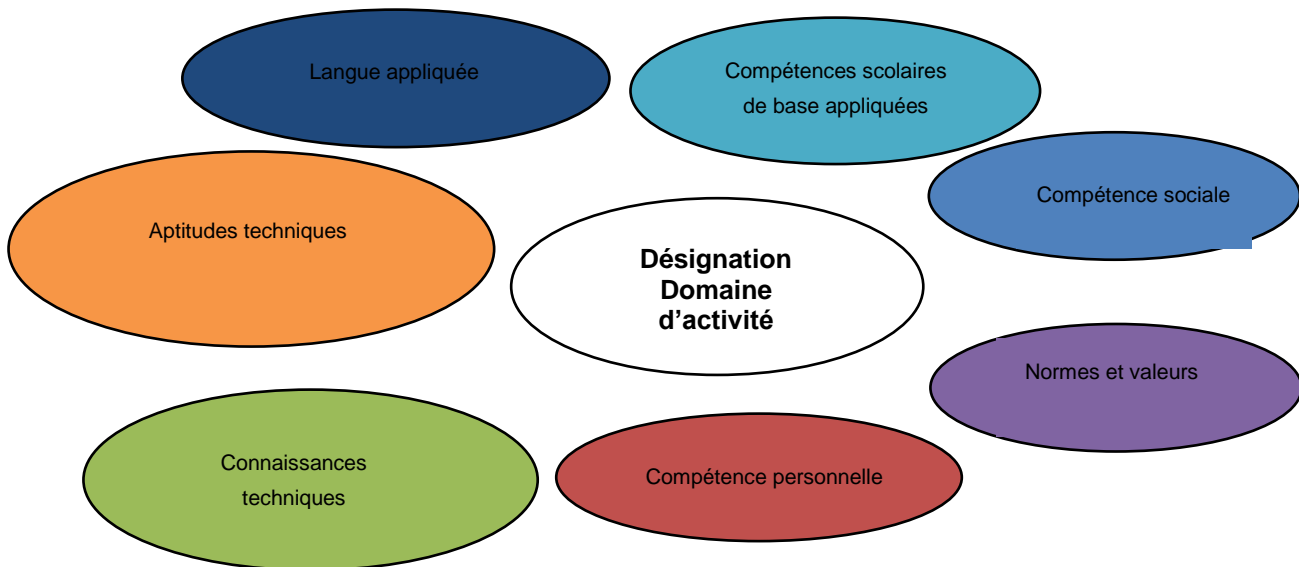 Langue appliquée
Compétences scolaires
de base appliquées
Compétence sociale
Aptitudes techniques
Désignation
Domaine
d’activité
Normes et valeurs
Connaissances
techniques
Compétence personnelle